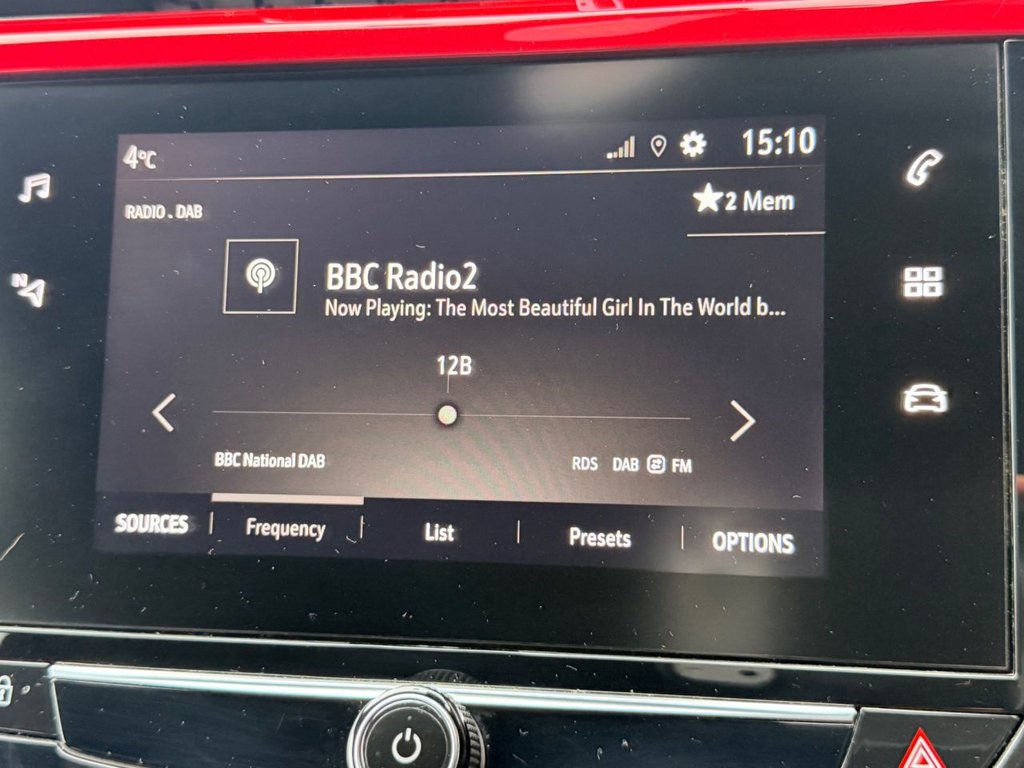 4°C 15:10
RADIO . DAB ★2 Mem
BBC Radio2
Now Playing: The Most Beautiful Girl In The World b...
12B
BBC National DAB RDS DAB FM
SOURCES Frequency List Presets OPTIONS
N